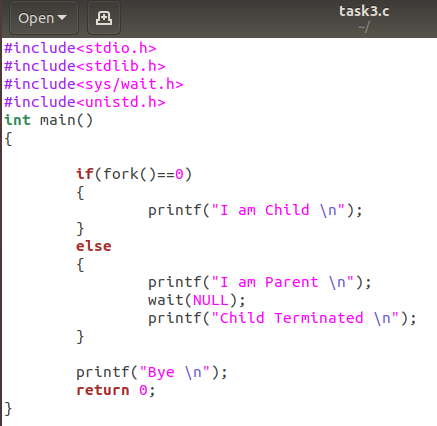 Open
task3.c
~/
#include<stdio.h>
#include<stdlib.h>
#include<sys/wait.h>
#include<unistd.h>
int main()
{
if(fork()==0)
{
printf("I am Child \n");
}
else
{
printf("I am Parent \n");
wait(NULL);
printf("Child Terminated \n");
}
printf("Bye \n");
return 0;
}